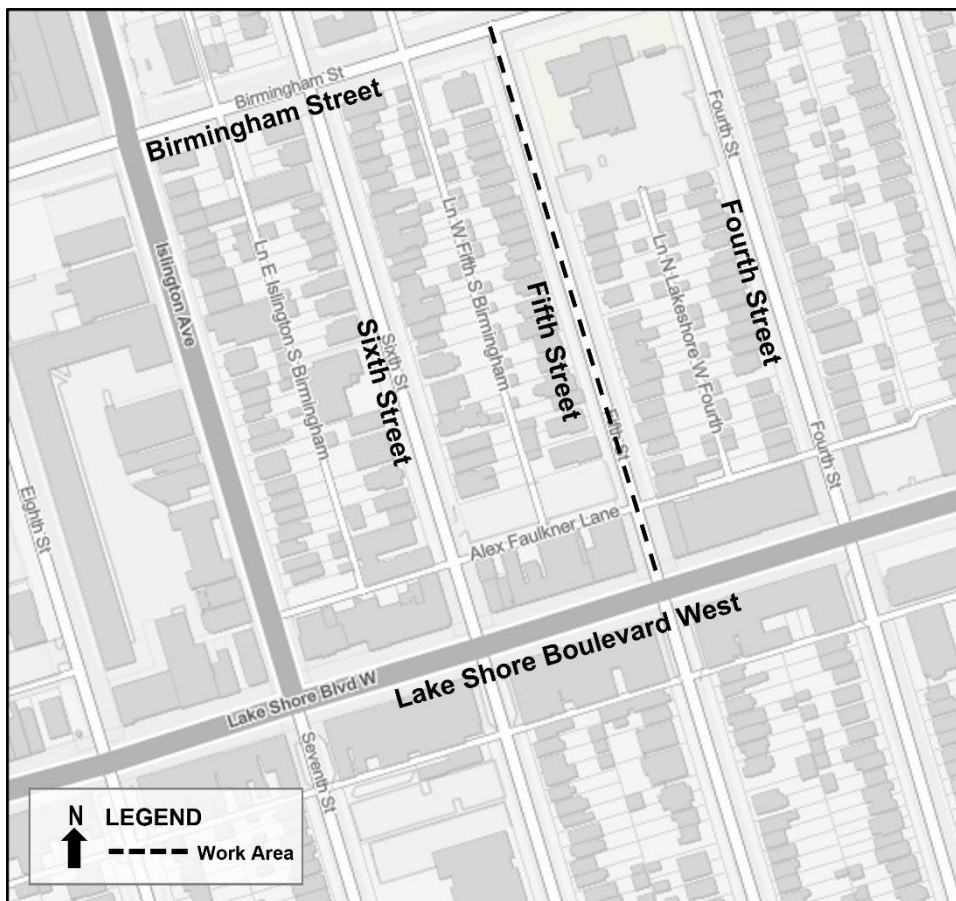 Birmingham St
Birmingham Street
Fourth St
Fourth Street
Ln W Fifth S Birmingham
Ln N Lakeshore W Fourth
Islington Ave
Ln E Islington S Birmingham
Sixth St
Sixth Street
Fifth Street
Fifth St
Fourth St
Eighth St
Alex Faulkner Lane
Lake Shore Boulevard West
Lake Shore Blvd W
Seventh St
N LEGEND
Work Area